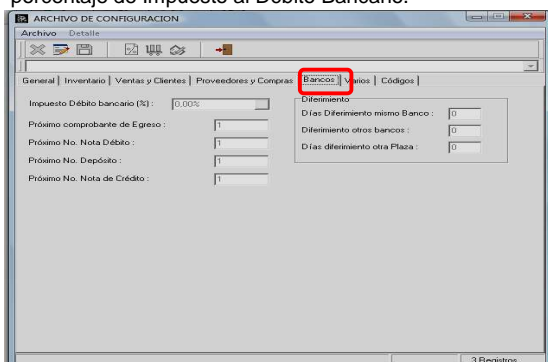 porcentaje de Impuesto al Débito Bancario.
ARCHIVO DE CONFIGURACION
Archivo Detalle
General | Inventario | Ventas y Clientes | Proveedores y Compras | Bancos | Varios | Códigos |
Impuesto Débito bancario (%) : 0,00%
Próximo comprobante de Egreso : 1
Próximo No. Nota Débito : 1
Próximo No. Depósito : 1
Próximo No. Nota de Crédito : 1
Diferimiento
Días Diferimiento mismo Banco : 0
Diferimiento otros bancos : 0
Días diferimiento otra Plaza : 0
3 Registros